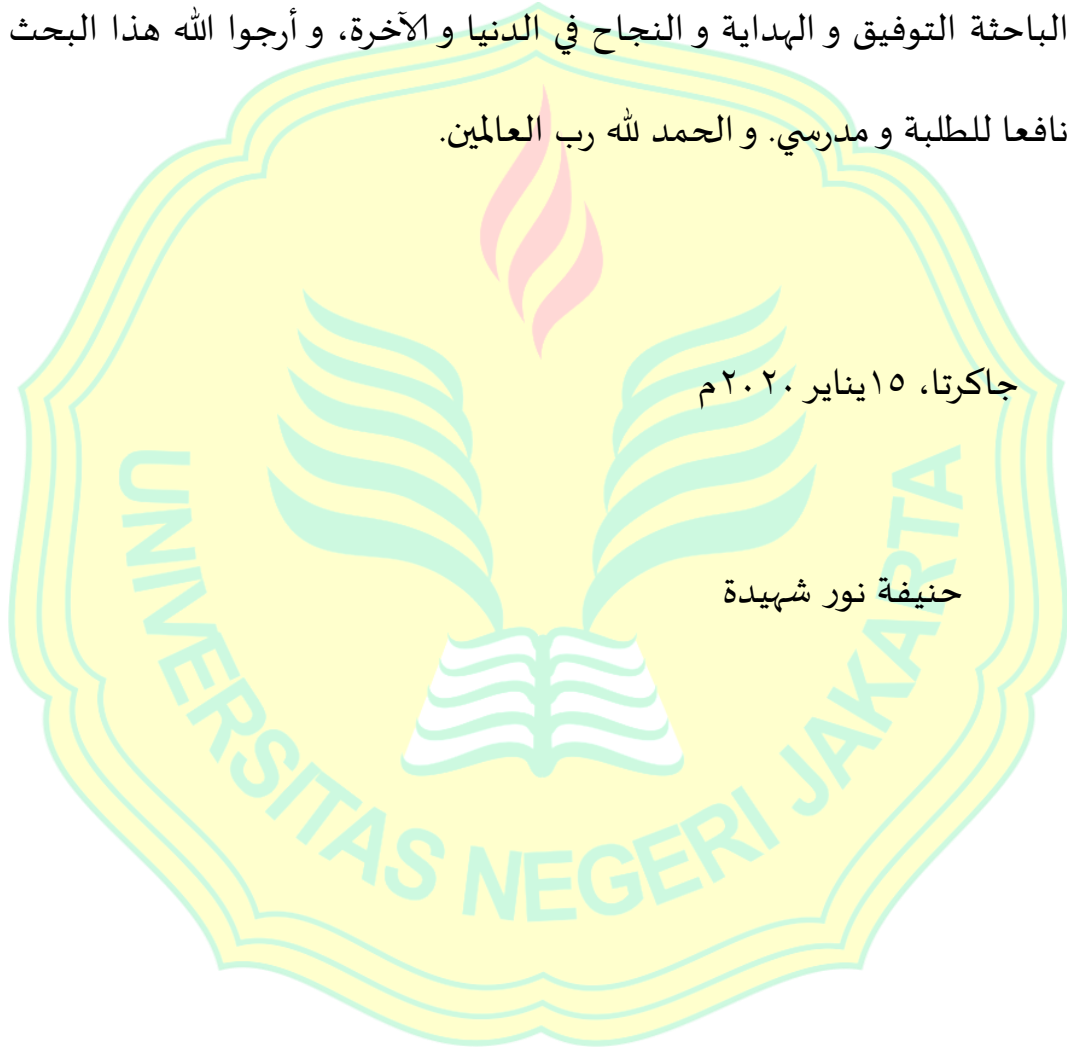 الباحثة التوفيق و الهداية و النجاح في الدنيا و الآخرة، و أرجوا الله هذا البحث
نافعا للطلبة و مدرسي. و الحمد لله رب العالمين.
جاكرتا، ١٥يناير ٢٠٢٠م
حنيفة نور شهيدة
UNIVERSITAS NEGERI JAKARTA